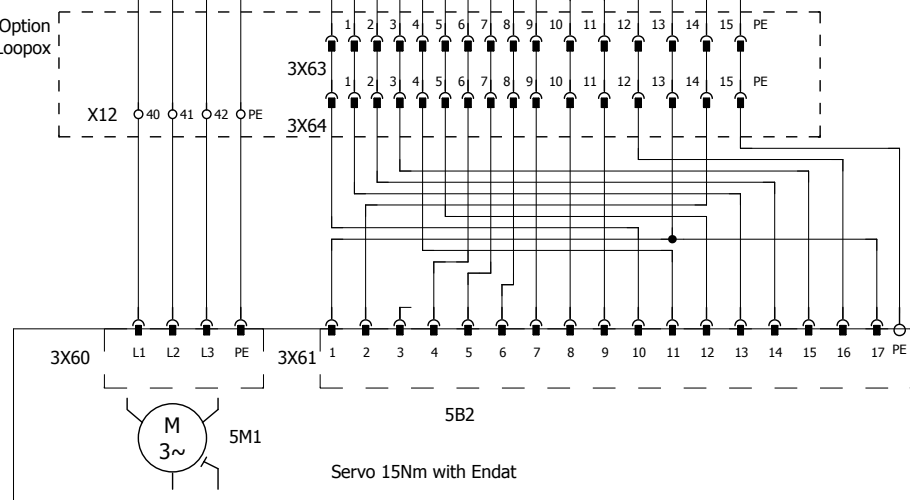 Option
Loopox
1 2 3 4 5 6 7 8 9 10 11 12 13 14 15 PE
3X63
1 2 3 4 5 6 7 8 9 10 11 12 13 14 15 PE
X12 40 41 42 PE
3X64
3X60 L1 L2 L3 PE
3X61 1 2 3 4 5 6 7 8 9 10 11 12 13 14 15 16 17 PE
M
3~
5M1
5B2
Servo 15Nm with Endat